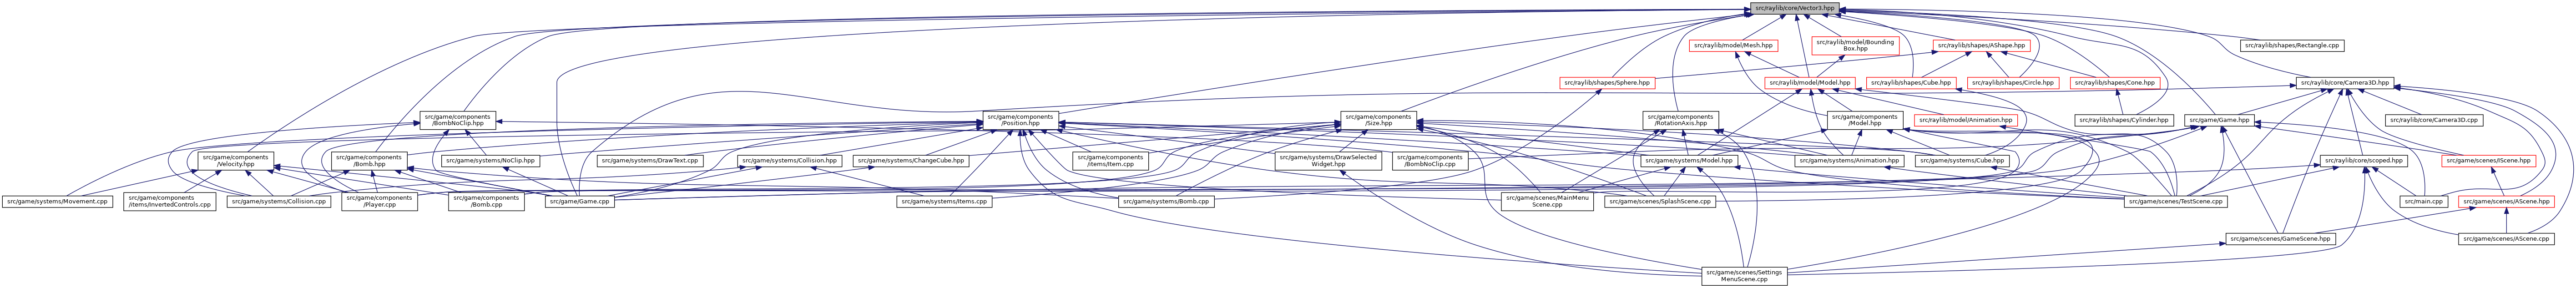 src/raylib/core/Vector3.hpp
src/raylib/model/Mesh.hpp
src/raylib/model/Bounding
Box.hpp
src/raylib/shapes/AShape.hpp
src/raylib/shapes/Rectangle.cpp
src/raylib/shapes/Sphere.hpp
src/raylib/model/Model.hpp
src/raylib/shapes/Cube.hpp
src/raylib/shapes/Circle.hpp
src/raylib/shapes/Cone.hpp
src/raylib/core/Camera3D.hpp
src/game/components
/BombNoClip.hpp
src/game/components
/Position.hpp
src/game/components
/Size.hpp
src/game/components
/RotationAxis.hpp
src/game/components
/Model.hpp
src/raylib/model/Animation.hpp
src/raylib/shapes/Cylinder.hpp
src/game/Game.hpp
src/raylib/core/Camera3D.cpp
src/game/components
/Velocity.hpp
src/game/components
/Bomb.hpp
src/game/systems/NoClip.hpp
src/game/systems/DrawText.cpp
src/game/systems/Collision.hpp
src/game/systems/ChangeCube.hpp
src/game/components
/items/Item.cpp
src/game/systems/DrawSelected
Widget.hpp
src/game/components
/BombNoClip.cpp
src/game/systems/Model.hpp
src/game/systems/Animation.hpp
src/game/systems/Cube.hpp
src/raylib/core/scoped.hpp
src/game/scenes/IScene.hpp
src/game/systems/Movement.cpp
src/game/components
/items/InvertedControls.cpp
src/game/systems/Collision.cpp
src/game/components
/Player.cpp
src/game/components
/Bomb.cpp
src/game/Game.cpp
src/game/systems/Bomb.cpp
src/game/systems/Items.cpp
src/game/scenes/MainMenu
Scene.cpp
src/game/scenes/SplashScene.cpp
src/game/scenes/TestScene.cpp
src/main.cpp
src/game/scenes/AScene.hpp
src/game/scenes/GameScene.hpp
src/game/scenes/AScene.cpp
src/game/scenes/Settings
MenuScene.cpp